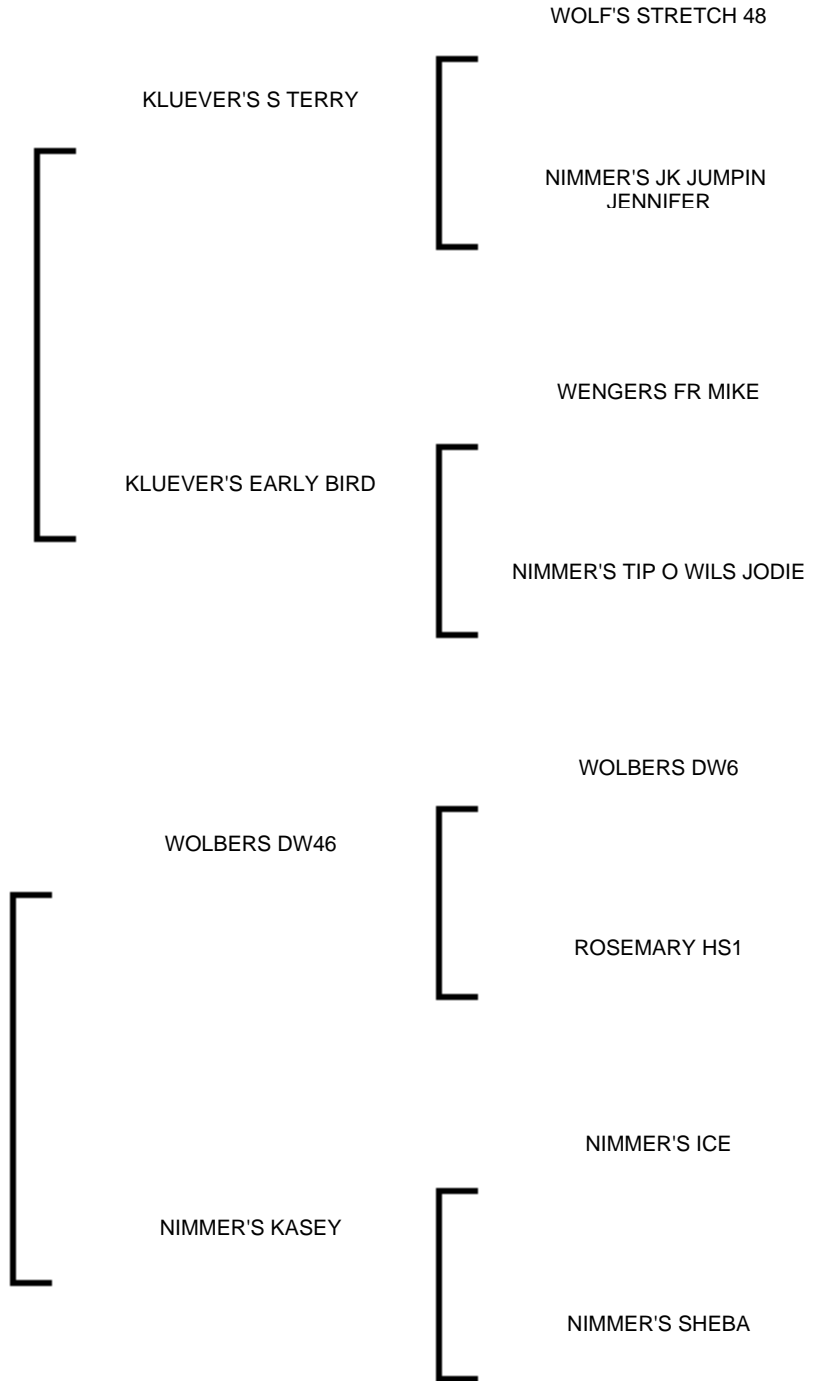 WOLF'S STRETCH 48
KLUEVER'S S TERRY
NIMMER'S JK JUMPIN
JENNIFER
WENGERS FR MIKE
KLUEVER'S EARLY BIRD
NIMMER'S TIP O WILS JODIE
WOLBERS DW6
WOLBERS DW46
ROSEMARY HS1
NIMMER'S ICE
NIMMER'S KASEY
NIMMER'S SHEBA